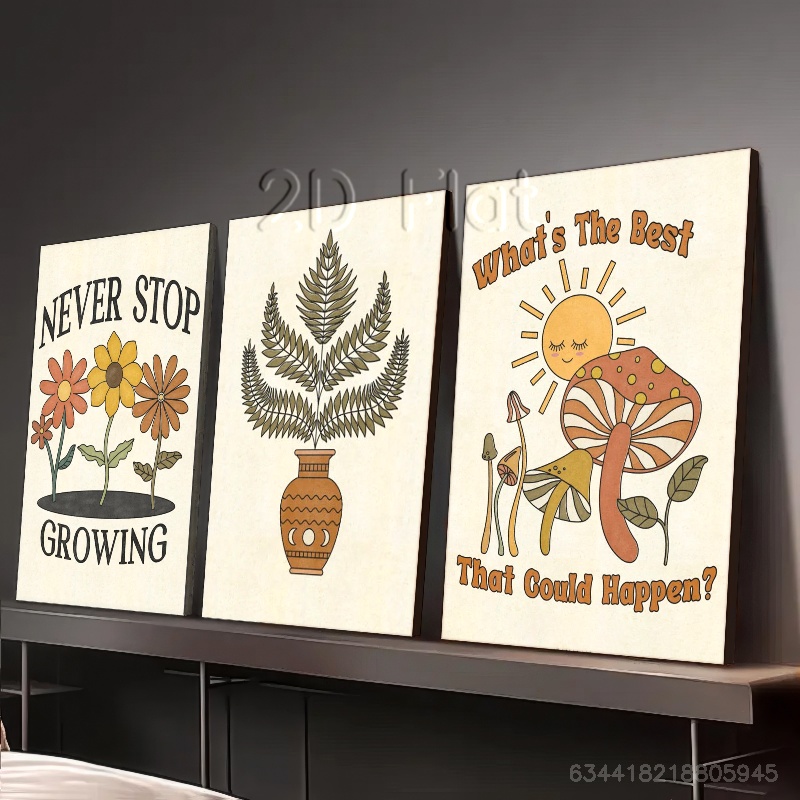 2D Flat
NEVER STOP
GROWING
What's The Best
That Could Happen?
634418218805945